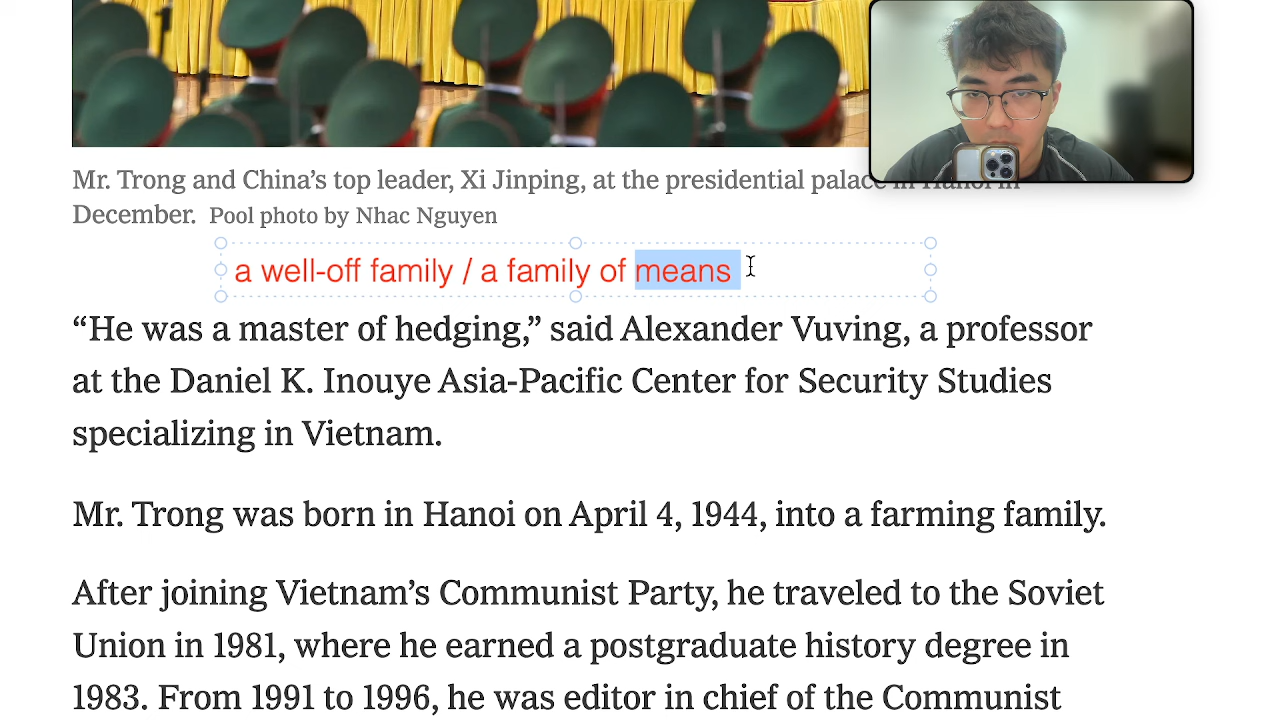 Mr. Trong and China’s top leader, Xi Jinping, at the presidential palace in Hanoi in
December. Pool photo by Nhac Nguyen
a well-off family / a family of means
“He was a master of hedging,” said Alexander Vuving, a professor
at the Daniel K. Inouye Asia-Pacific Center for Security Studies
specializing in Vietnam.
Mr. Trong was born in Hanoi on April 4, 1944, into a farming family.
After joining Vietnam’s Communist Party, he traveled to the Soviet
Union in 1981, where he earned a postgraduate history degree in
1983. From 1991 to 1996, he was editor in chief of the Communist